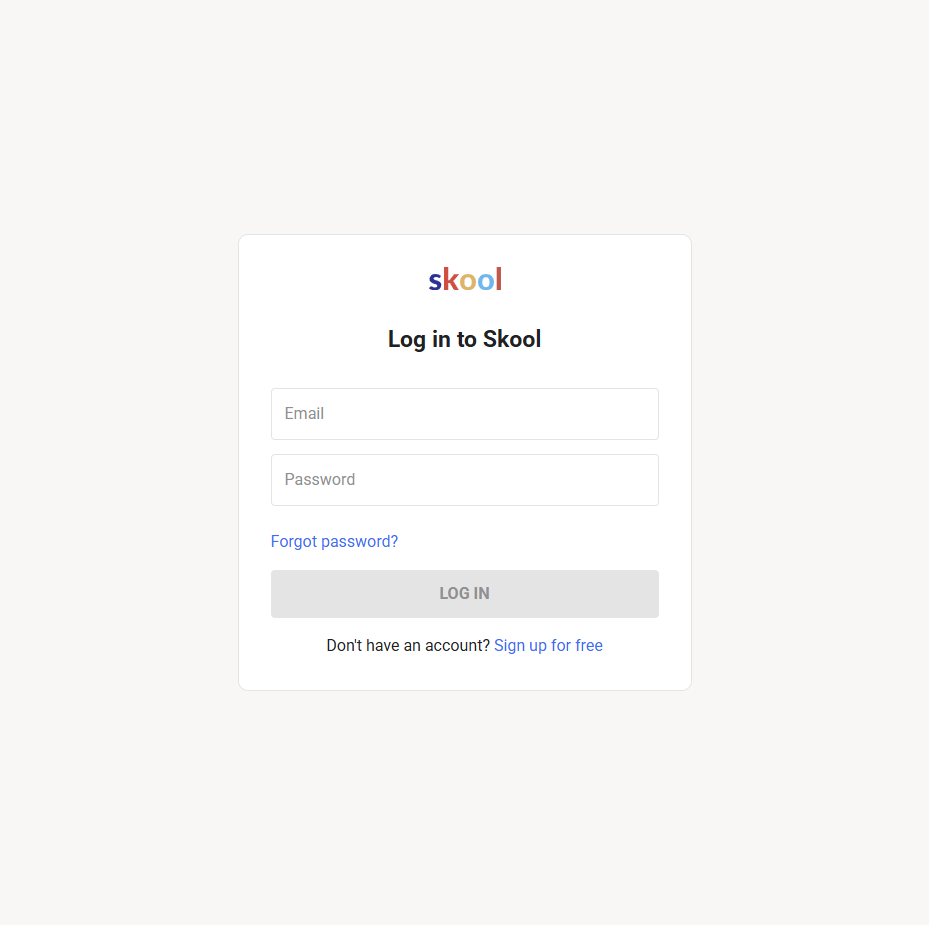 skool
Log in to Skool
Email
Password
Forgot password?
LOG IN
Don't have an account? Sign up for free